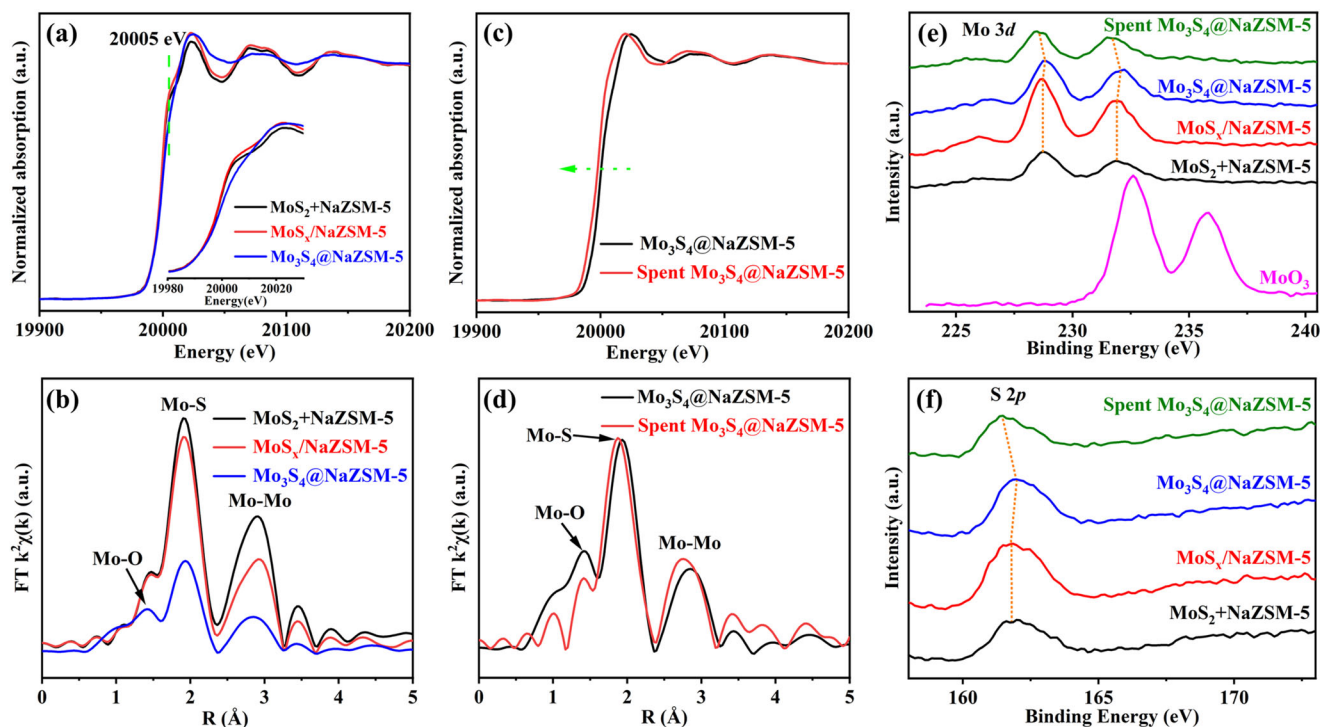 (a)
20005 eV
Normalized absorption (a.u.)
MoS₂+NaZSM-5
MoSₓ/NaZSM-5
Mo₃S₄@NaZSM-5
19980 20000 20020
Energy(eV)
19900 20000 20100 20200
Energy (eV)
(c)
Normalized absorption (a.u.)
Mo₃S₄@NaZSM-5
Spent Mo₃S₄@NaZSM-5
19900 20000 20100 20200
Energy (eV)
(e)
Mo 3d
Intensity (a.u.)
Spent Mo₃S₄@NaZSM-5
Mo₃S₄@NaZSM-5
MoSₓ/NaZSM-5
MoS₂+NaZSM-5
MoO₃
225 230 235 240
Binding Energy (eV)
(b)
FT k²χ(k) (a.u.)
Mo-S
MoS₂+NaZSM-5
MoSₓ/NaZSM-5
Mo₃S₄@NaZSM-5
Mo-Mo
Mo-O
0 1 2 3 4 5
R (Å)
(d)
FT k²χ(k) (a.u.)
Mo₃S₄@NaZSM-5
Spent Mo₃S₄@NaZSM-5
Mo-S
Mo-O
Mo-Mo
0 1 2 3 4 5
R (Å)
(f)
S 2p
Intensity (a.u.)
Spent Mo₃S₄@NaZSM-5
Mo₃S₄@NaZSM-5
MoSₓ/NaZSM-5
MoS₂+NaZSM-5
160 165 170
Binding Energy (eV)